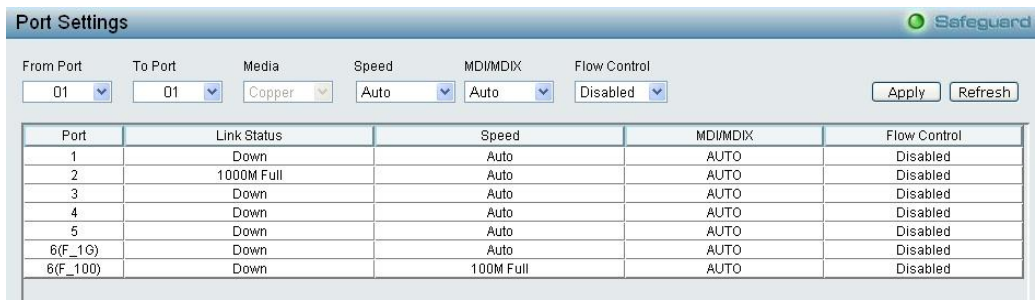 Port Settings Safeguard
From Port To Port Media Speed MDI/MDIX Flow Control
01 01 Copper Auto Auto Disabled Apply Refresh
Port Link Status Speed MDI/MDIX Flow Control
1 Down Auto AUTO Disabled
2 1000M Full Auto AUTO Disabled
3 Down Auto AUTO Disabled
4 Down Auto AUTO Disabled
5 Down Auto AUTO Disabled
6(F_1G) Down Auto AUTO Disabled
6(F_100) Down 100M Full AUTO Disabled